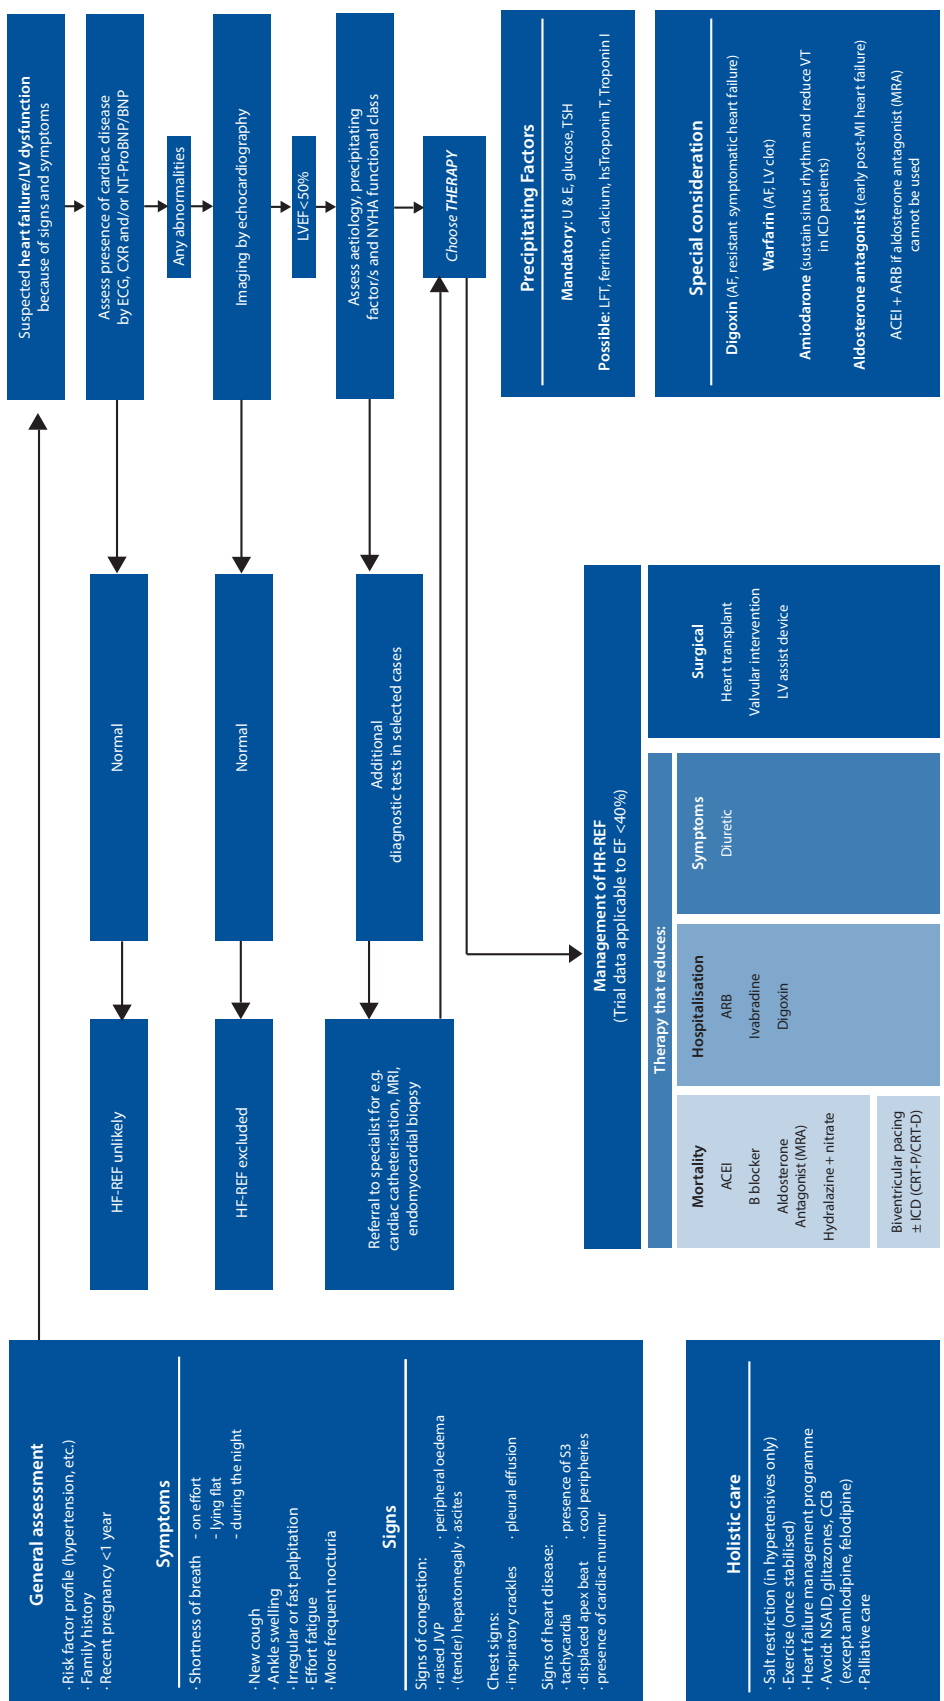 General assessment
· Risk factor profile (hypertension, etc.)
· Family history
· Recent pregnancy <1 year
Symptoms
· Shortness of breath - on effort
- lying flat
- during the night
· New cough
· Ankle swelling
· Irregular or fast palpitation
· Effort fatigue
· More frequent nocturia
Signs
Signs of congestion:
· raised JVP · peripheral oedema
· (tender) hepatomegaly · ascites
Chest signs:
· inspiratory crackles · pleural effusion
Signs of heart disease:
· tachycardia · presence of S3
· displaced apex beat · cool peripheries
· presence of cardiac murmur
Holistic care
· Salt restriction (in hypertensives only)
· Exercise (once stabilised)
· Heart failure management programme
· Avoid: NSAID, glitazones, CCB
(except amlodipine, felodipine)
· Palliative care
HF-REF unlikely
HF-REF excluded
Referral to specialist for e.g.
cardiac catheterisation, MRI,
endomyocardial biopsy
Normal
Normal
Additional
diagnostic tests in selected cases
Suspected heart failure/LV dysfunction
because of signs and symptoms
Assess presence of cardiac disease
by ECG, CXR and/or NT-ProBNP/BNP
Any abnormalities
Imaging by echocardiography
LVEF<50%
Assess aetiology, precipitating
factor/s and NYHA functional class
Choose THERAPY
Management of HR-REF
(Trial data applicable to EF <40%)
Therapy that reduces:
Mortality
ACEI
B blocker
Aldosterone
Antagonist (MRA)
Hydralazine + nitrate
Biventricular pacing
± ICD (CRT-P/CRT-D)
Hospitalisation
ARB
Ivabradine
Digoxin
Symptoms
Diuretic
Surgical
Heart transplant
Valvular intervention
LV assist device
Precipitating Factors
Mandatory: U & E, glucose, TSH
Possible: LFT, ferritin, calcium, hsTroponin T, Troponin I
Special consideration
Digoxin (AF, resistant symptomatic heart failure)
Warfarin (AF, LV clot)
Amiodarone (sustain sinus rhythm and reduce VT
in ICD patients)
Aldosterone antagonist (early post-MI heart failure)
ACEI + ARB if aldosterone antagonist (MRA)
cannot be used